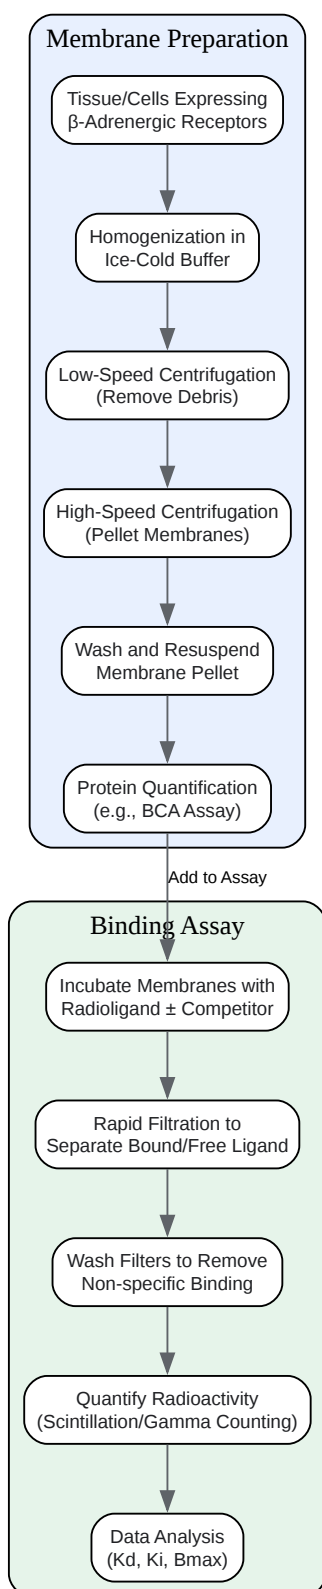 Membrane Preparation
Tissue/Cells Expressing
β-Adrenergic Receptors
Homogenization in
Ice-Cold Buffer
Low-Speed Centrifugation
(Remove Debris)
High-Speed Centrifugation
(Pellet Membranes)
Wash and Resuspend
Membrane Pellet
Protein Quantification
(e.g., BCA Assay)
Add to Assay
Binding Assay
Incubate Membranes with
Radioligand ± Competitor
Rapid Filtration to
Separate Bound/Free Ligand
Wash Filters to Remove
Non-specific Binding
Quantify Radioactivity
(Scintillation/Gamma Counting)
Data Analysis
(Kd, Ki, Bmax)